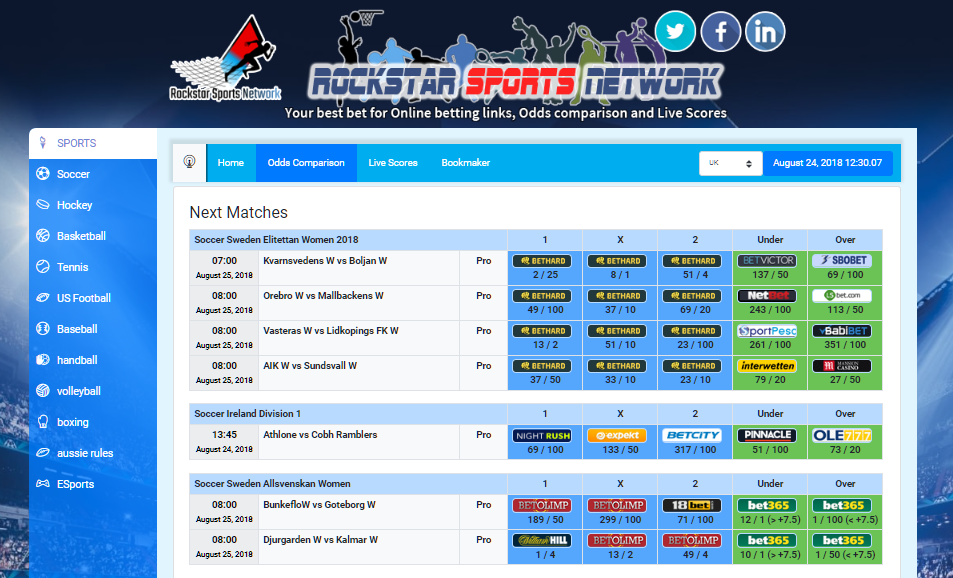 Rockstar Sports Network
ROCKSTAR SPORTS NETWORK
Your best bet for Online betting links, Odds comparison and Live Scores
SPORTS
Soccer
Hockey
Basketball
Tennis
US Football
Baseball
handball
volleyball
boxing
aussie rules
ESports
Home Odds Comparison Live Scores Bookmaker UK August 24, 2018 12:30.07
Next Matches
Soccer Sweden Elitettan Women 2018 1 X 2 Under Over
07:00 Kvarnsvedens W vs Boljan W Pro BETHARD BETHARD BETHARD BETVICTOR SBOBET
August 25, 2018 2 / 25 8 / 1 51 / 4 137 / 50 69 / 100
08:00 Orebro W vs Mallbackens W Pro BETHARD BETHARD BETHARD NetBet bet.com
August 25, 2018 49 / 100 37 / 10 69 / 20 243 / 100 113 / 50
08:00 Vasteras W vs Lidkopings FK W Pro BETHARD BETHARD BETHARD SportPesa BabiBET
August 25, 2018 13 / 2 51 / 10 23 / 100 261 / 100 351 / 100
08:00 AIK W vs Sundsvall W Pro BETHARD BETHARD BETHARD interwetten MANSION CASINO
August 25, 2018 37 / 50 33 / 10 23 / 10 79 / 20 27 / 50
Soccer Ireland Division 1 1 X 2 Under Over
13:45 Athlone vs Cobh Ramblers Pro NIGHT RUSH expekt BETCITY PINNACLE OLE777
August 24, 2018 69 / 100 133 / 50 317 / 100 51 / 100 73 / 20
Soccer Sweden Allsvenskan Women 1 X 2 Under Over
08:00 BunkefloW vs Goteborg W Pro BETOLIMP BETOLIMP 18bet bet365 bet365
August 25, 2018 189 / 50 299 / 100 71 / 100 12 / 1 (> +7.5) 1 / 100 (< +7.5)
08:00 Djurgarden W vs Kalmar W Pro William HILL BETOLIMP BETOLIMP bet365 bet365
August 25, 2018 1 / 4 13 / 2 49 / 4 10 / 1 (> +7.5) 1 / 50 (< +7.5)